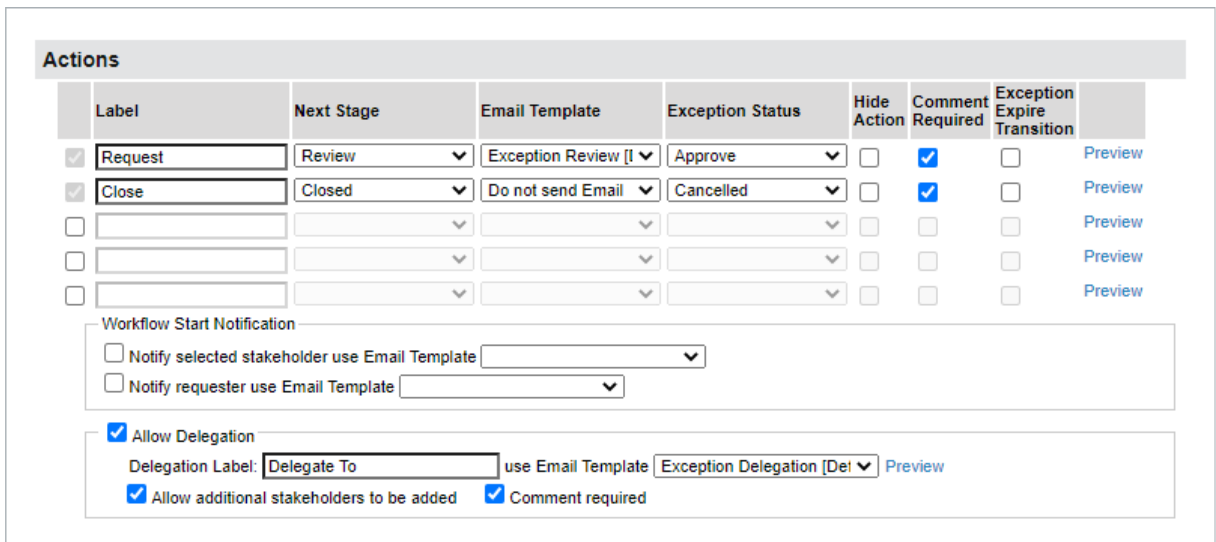 Actions
Label Next Stage Email Template Exception Status Hide Action Comment Required Exception Expire Transition
Request Review Exception Review [ Approve Preview
Close Closed Do not send Email Cancelled Preview
Preview
Preview
Preview
Workflow Start Notification
Notify selected stakeholder use Email Template
Notify requester use Email Template
Allow Delegation
Delegation Label: Delegate To use Email Template Exception Delegation [Def Preview
Allow additional stakeholders to be added Comment required